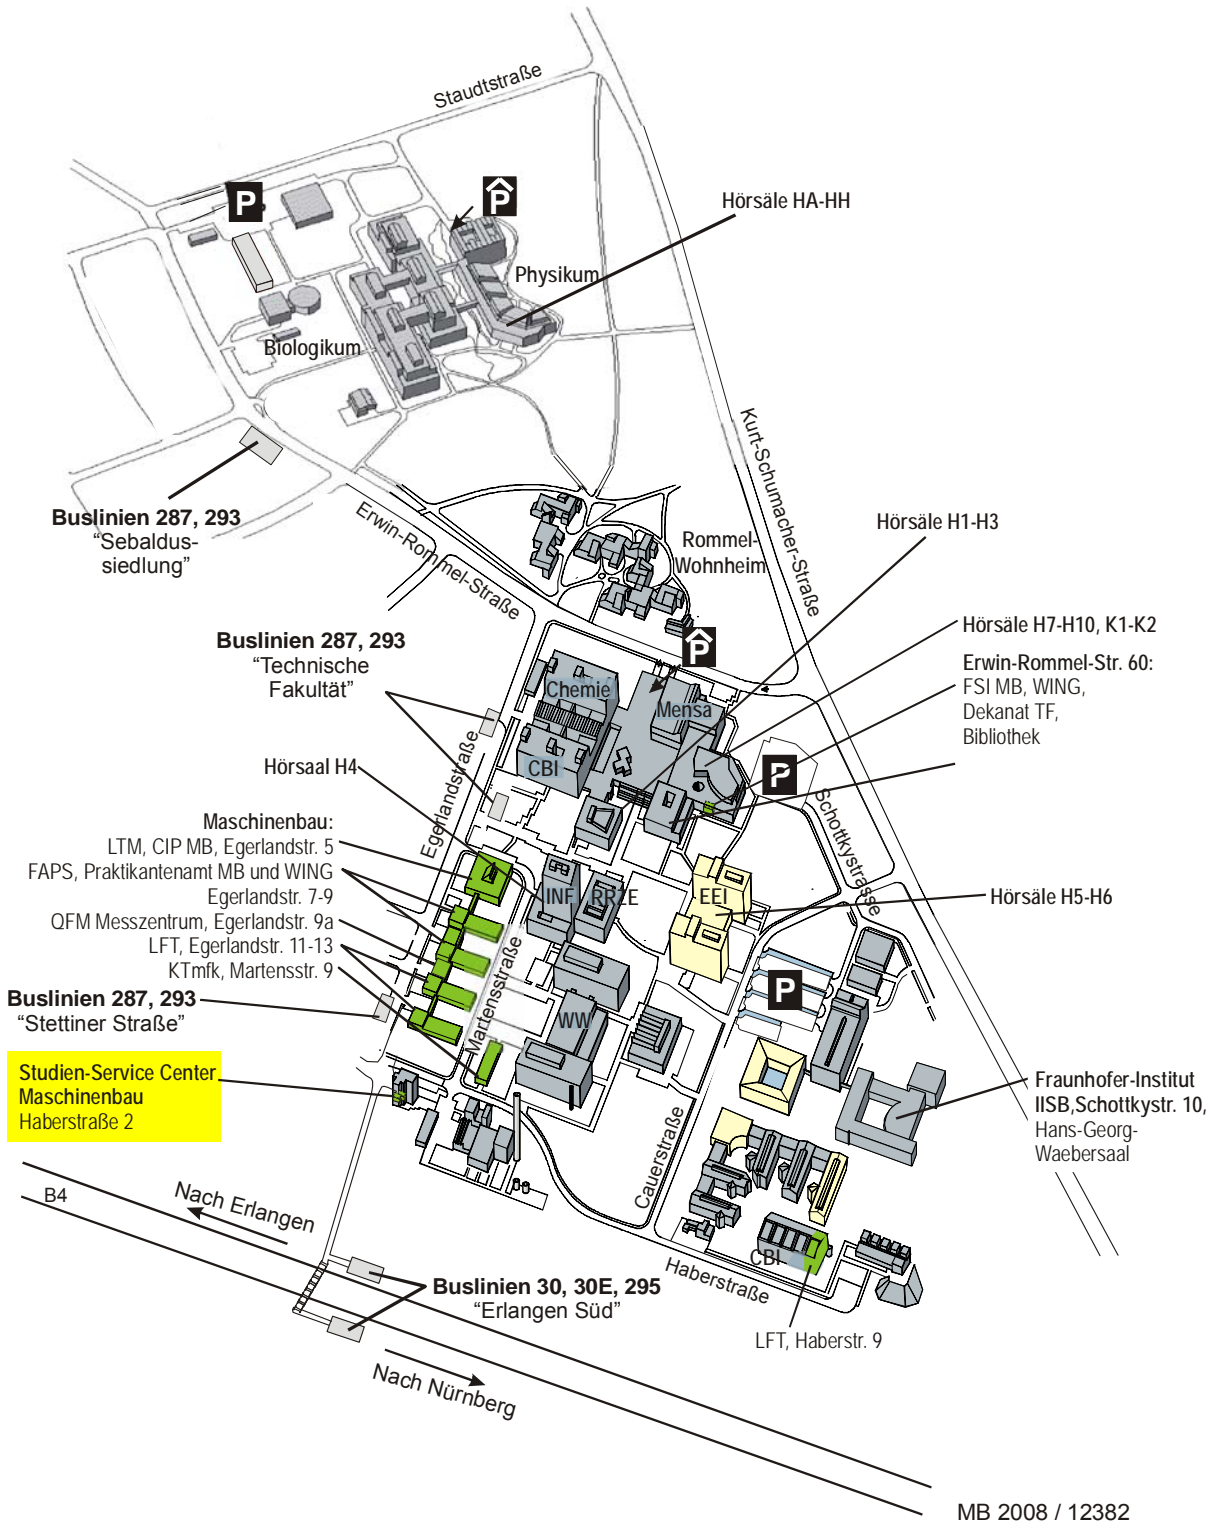 Staudtstraße
P
P
Hörsäle HA-HH
Physikum
Biologikum
Kurt-Schumacher-Straße
Buslinien 287, 293
“Sebaldus-
siedlung”
Erwin-Rommel-Straße
Rommel-
Wohnheim
Hörsäle H1-H3
Buslinien 287, 293
“Technische
Fakultät”
P
Hörsäle H7-H10, K1-K2
Erwin-Rommel-Str. 60:
FSI MB, WING,
Dekanat TF,
Bibliothek
Chemie
Mensa
CBI
P
Egerlandstraße
Schottkystrasse
Hörsaal H4
Maschinenbau:
LTM, CIP MB, Egerlandstr. 5
FAPS, Praktikantenamt MB und WING
Egerlandstr. 7-9
QFM Messzentrum, Egerlandstr. 9a
LFT, Egerlandstr. 11-13
KTmfk, Martensstr. 9
INF
RRZE
EEI
Hörsäle H5-H6
Martensstraße
P
Buslinien 287, 293
“Stettiner Straße”
WW
Studien-Service Center
Maschinenbau
Haberstraße 2
Fraunhofer-Institut
IISB,Schottkystr. 10,
Hans-Georg-
Waebersaal
Cauerstraße
B4
Nach Erlangen
CBI
Haberstraße
Buslinien 30, 30E, 295
“Erlangen Süd”
LFT, Haberstr. 9
Nach Nürnberg
MB 2008 / 12382